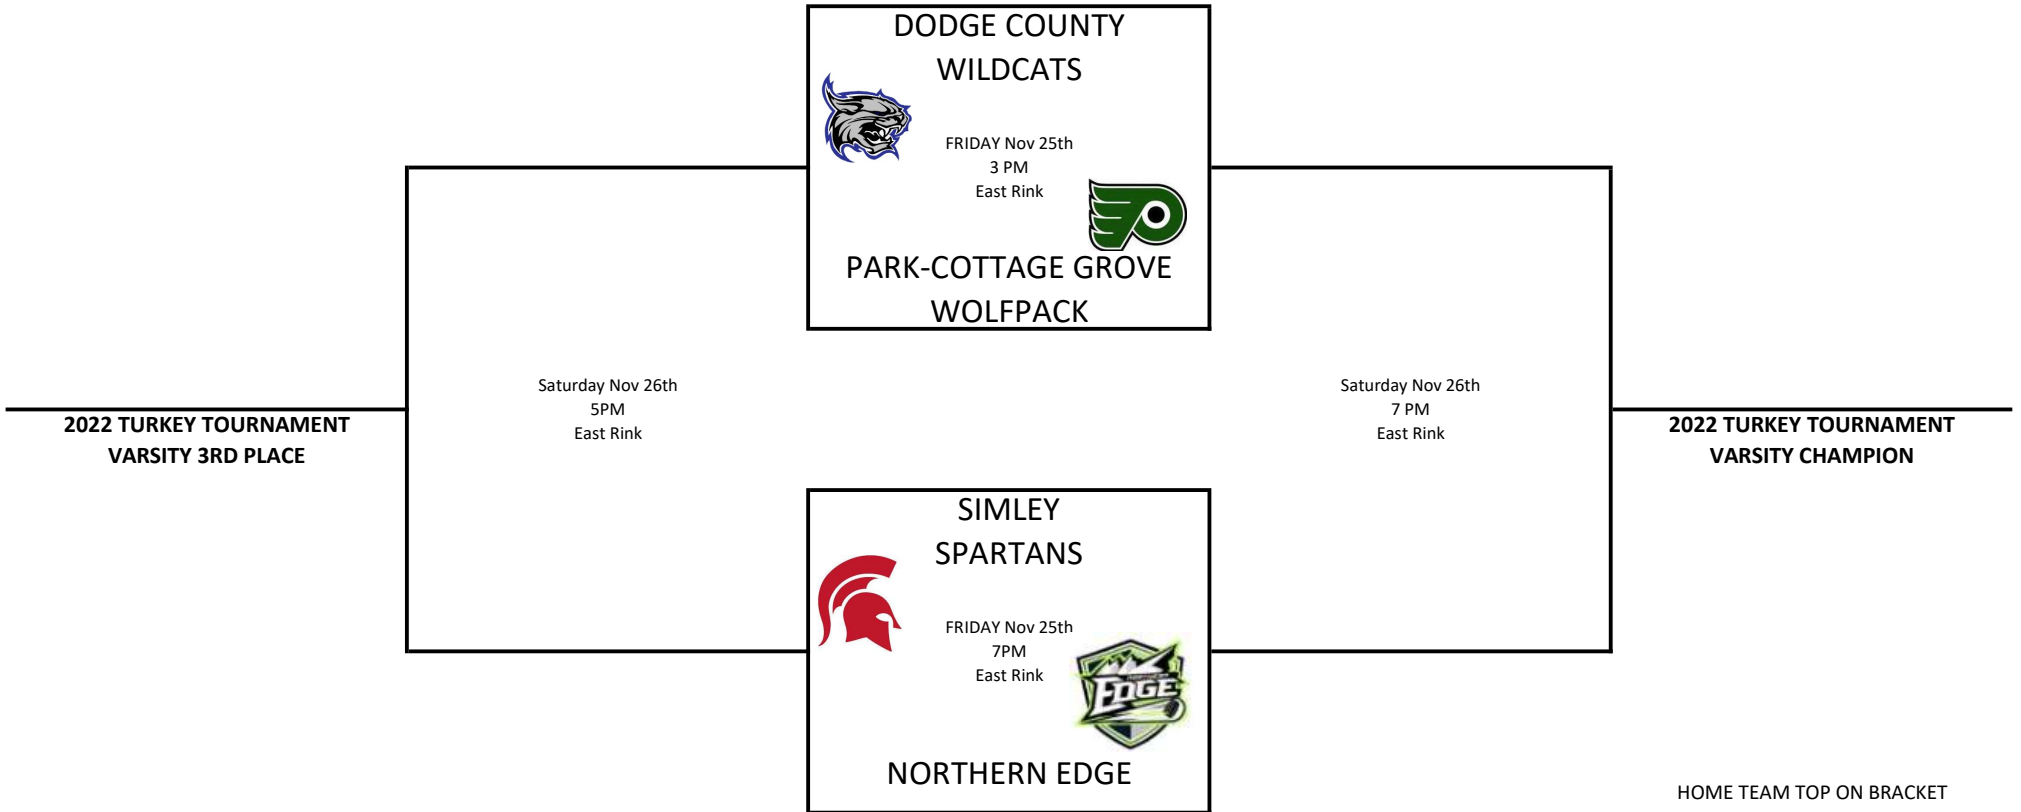 DODGE COUNTY
WILDCATS
FRIDAY Nov 25th
3 PM
East Rink
PARK-COTTAGE GROVE
WOLFPACK
Saturday Nov 26th
5PM
East Rink
Saturday Nov 26th
7 PM
East Rink
2022 TURKEY TOURNAMENT
VARSITY 3RD PLACE
2022 TURKEY TOURNAMENT
VARSITY CHAMPION
SIMLEY
SPARTANS
FRIDAY Nov 25th
7PM
East Rink
EDGE
NORTHERN EDGE
HOME TEAM TOP ON BRACKET